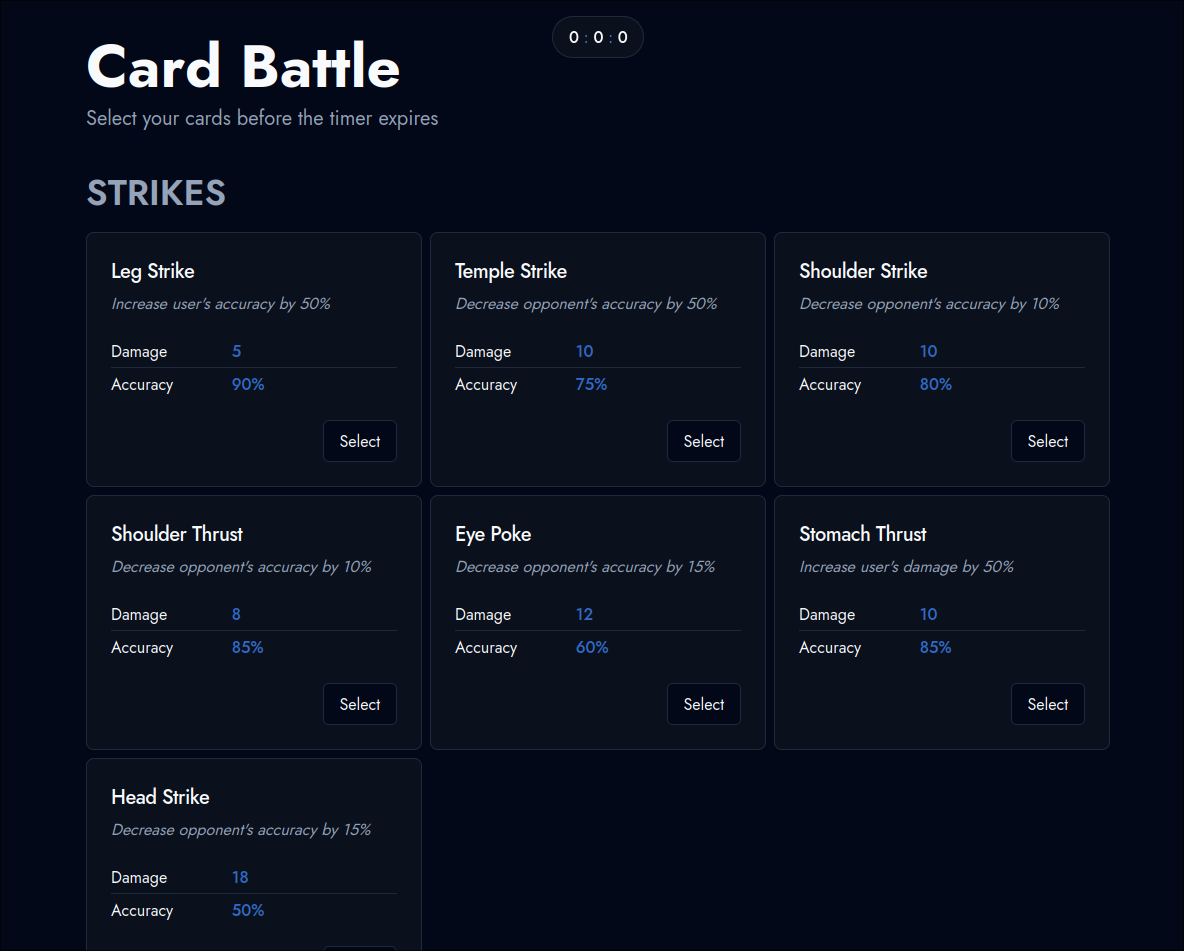 0 : 0 : 0
Card Battle
Select your cards before the timer expires
STRIKES
Leg Strike
Increase user's accuracy by 50%
Damage 5
Accuracy 90%
Select
Temple Strike
Decrease opponent's accuracy by 50%
Damage 10
Accuracy 75%
Select
Shoulder Strike
Decrease opponent's accuracy by 10%
Damage 10
Accuracy 80%
Select
Shoulder Thrust
Decrease opponent's accuracy by 10%
Damage 8
Accuracy 85%
Select
Eye Poke
Decrease opponent's accuracy by 15%
Damage 12
Accuracy 60%
Select
Stomach Thrust
Increase user's damage by 50%
Damage 10
Accuracy 85%
Select
Head Strike
Decrease opponent's accuracy by 15%
Damage 18
Accuracy 50%